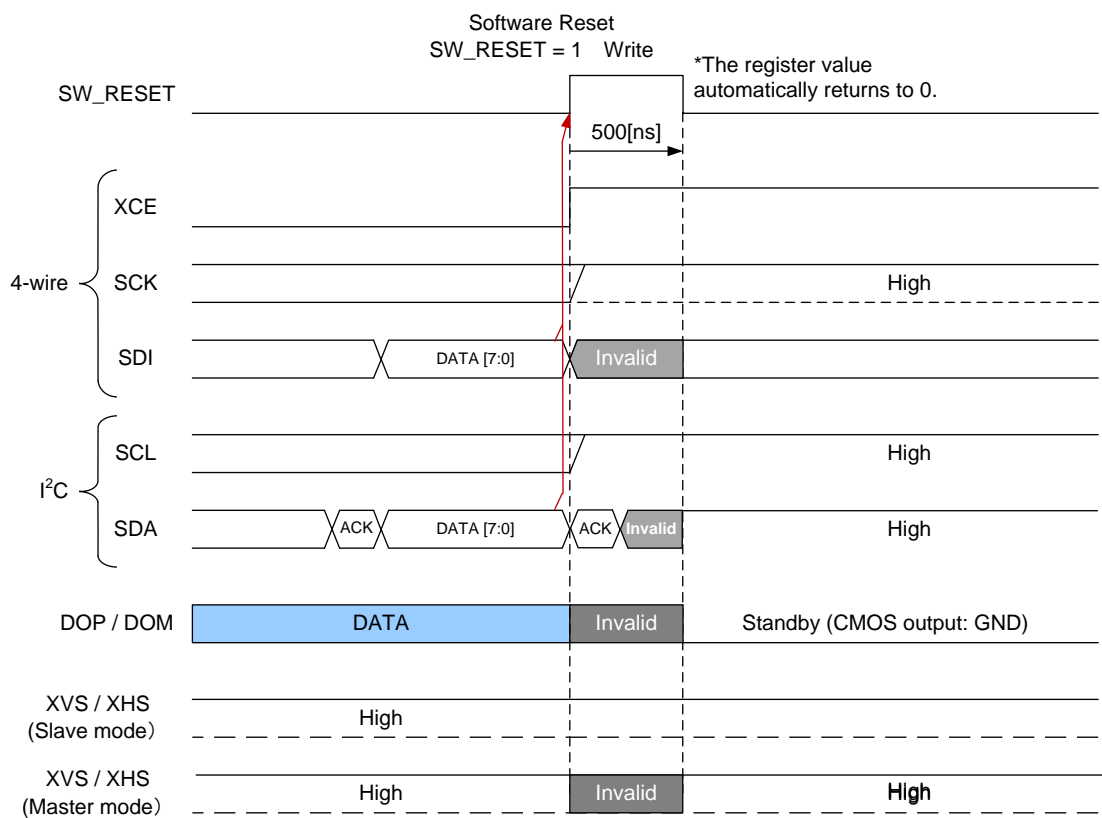 Software Reset
SW_RESET = 1 Write
*The register value
automatically returns to 0.
SW_RESET
500[ns]
XCE
4-wire
SCK
High
SDI
DATA [7:0]
Invalid
SCL
High
I²C
SDA
ACK
DATA [7:0]
ACK
Invalid
High
DOP / DOM
DATA
Invalid
Standby (CMOS output: GND)
XVS / XHS
(Slave mode）
High
XVS / XHS
(Master mode）
High
Invalid
High